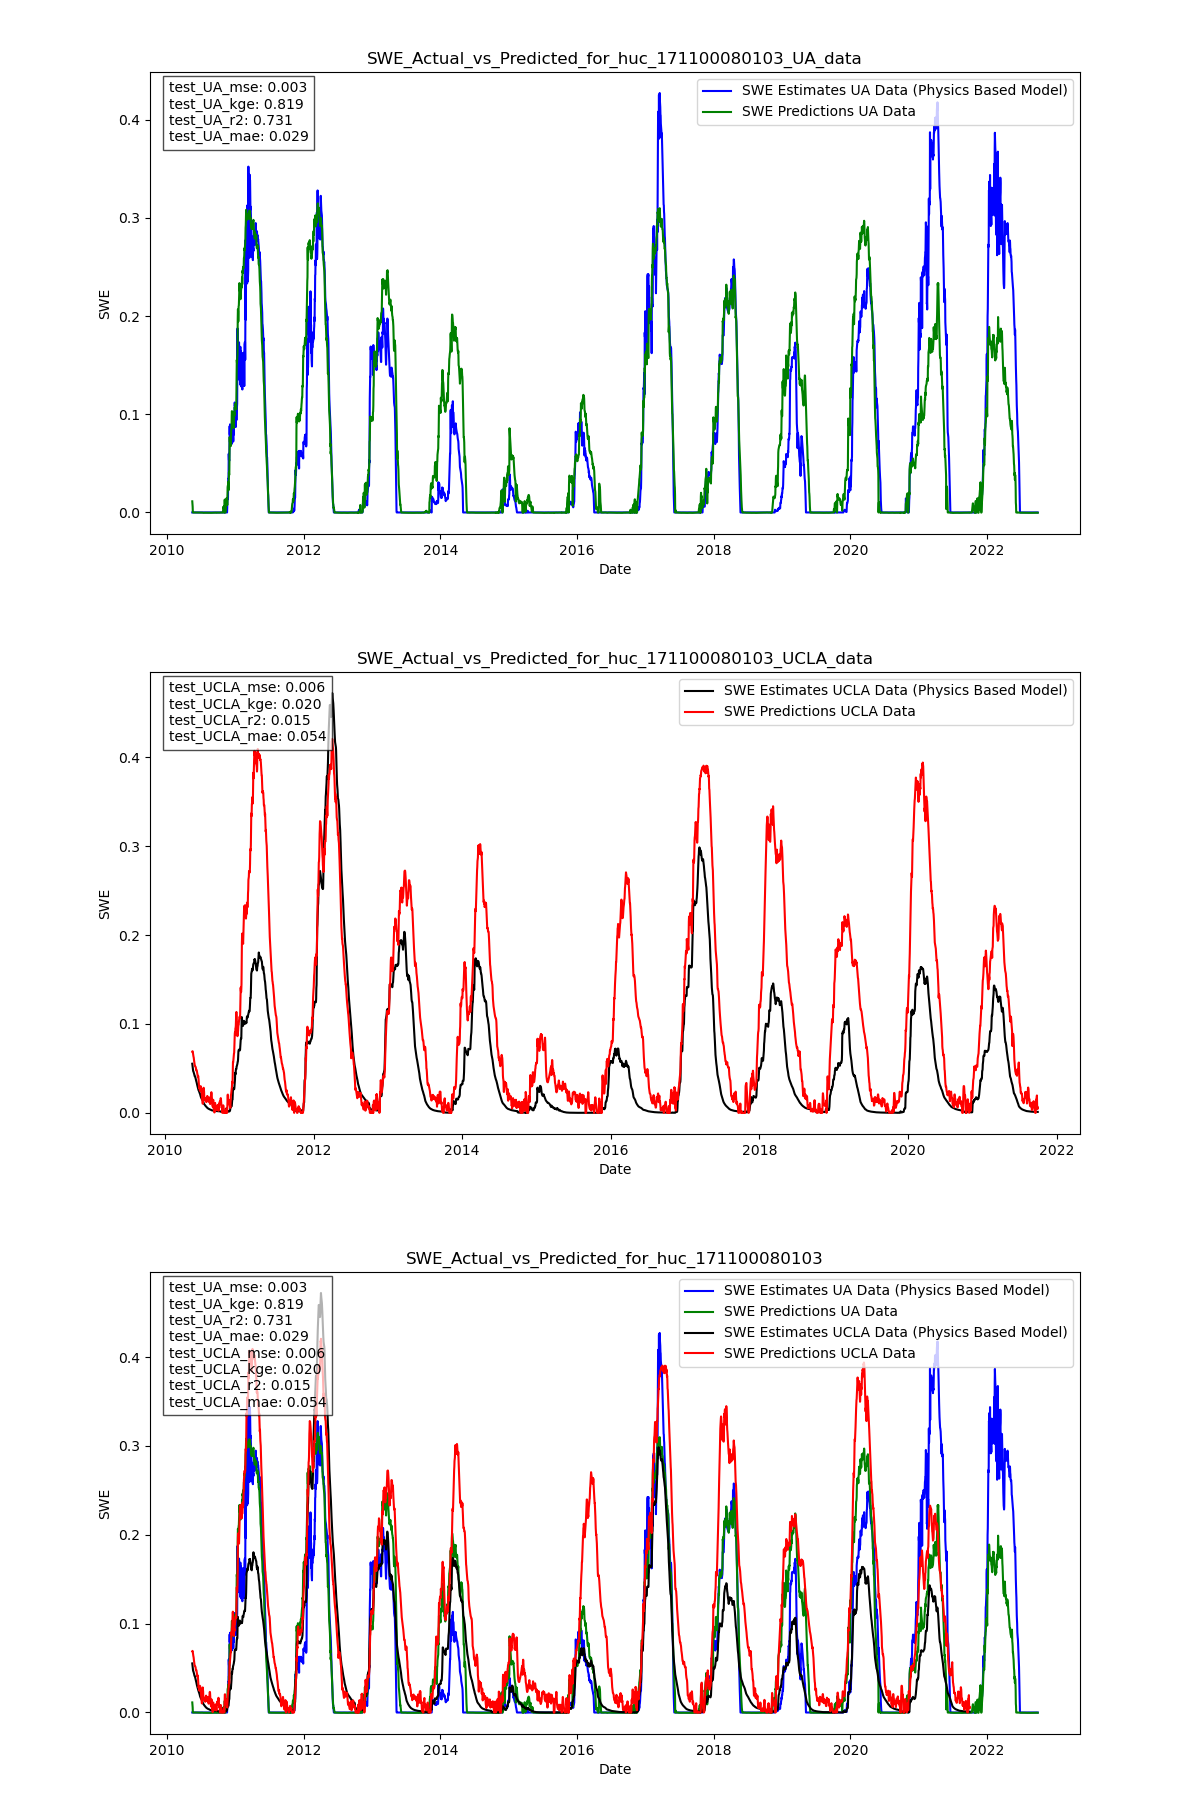 SWE_Actual_vs_Predicted_for_huc_171100080103_UA_data
test_UA_mse: 0.003
test_UA_kge: 0.819
test_UA_r2: 0.731
test_UA_mae: 0.029
SWE Estimates UA Data (Physics Based Model)
SWE Predictions UA Data
0.4
0.3
0.2
0.1
0.0
SWE
2010 2012 2014 2016 2018 2020 2022
Date
SWE_Actual_vs_Predicted_for_huc_171100080103_UCLA_data
test_UCLA_mse: 0.006
test_UCLA_kge: 0.020
test_UCLA_r2: 0.015
test_UCLA_mae: 0.054
SWE Estimates UCLA Data (Physics Based Model)
SWE Predictions UCLA Data
0.4
0.3
0.2
0.1
0.0
SWE
2010 2012 2014 2016 2018 2020 2022
Date
SWE_Actual_vs_Predicted_for_huc_171100080103
test_UA_mse: 0.003
test_UA_kge: 0.819
test_UA_r2: 0.731
test_UA_mae: 0.029
test_UCLA_mse: 0.006
test_UCLA_kge: 0.020
test_UCLA_r2: 0.015
test_UCLA_mae: 0.054
SWE Estimates UA Data (Physics Based Model)
SWE Predictions UA Data
SWE Estimates UCLA Data (Physics Based Model)
SWE Predictions UCLA Data
0.4
0.3
0.2
0.1
0.0
SWE
2010 2012 2014 2016 2018 2020 2022
Date